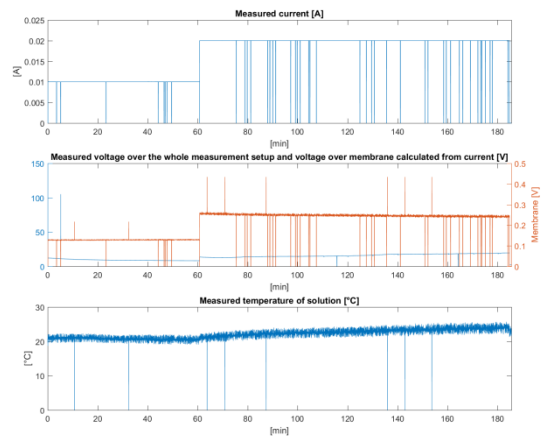 Measured current [A]
0.025
0.02
0.015
0.01
0.005
0
[A]
0 20 40 60 80 100 120 140 160 180
[min]
Measured voltage over the whole measurement setup and voltage over membrane calculated from current [V]
150
100
50
0
0.5
0.4
0.3
0.2
0.1
0
Membrane [V]
0 20 40 60 80 100 120 140 160 180
[min]
Measured temperature of solution [°C]
30
20
10
0
[°C]
0 20 40 60 80 100 120 140 160 180
[min]